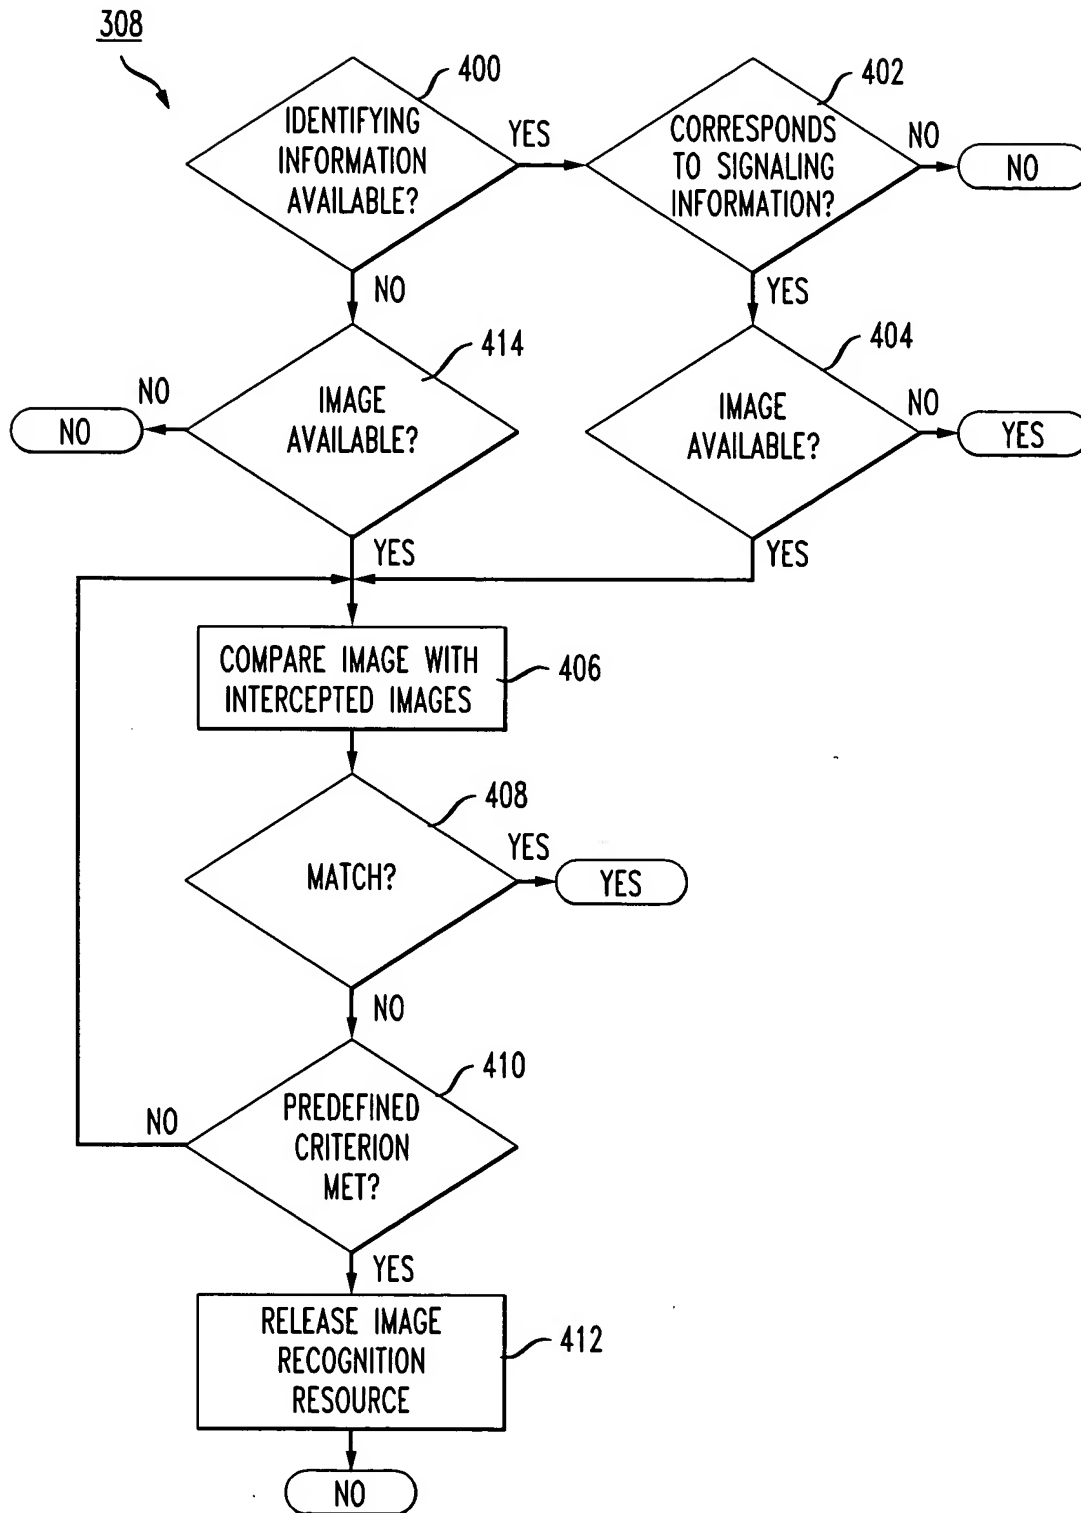 308
400
IDENTIFYING
INFORMATION
AVAILABLE?
YES
402
CORRESPONDS
TO SIGNALING
INFORMATION?
NO
NO
NO
YES
414
IMAGE
AVAILABLE?
NO
NO
404
IMAGE
AVAILABLE?
NO
YES
YES
YES
COMPARE IMAGE WITH
INTERCEPTED IMAGES
406
408
MATCH?
YES
YES
NO
410
PREDEFINED
CRITERION
MET?
NO
YES
RELEASE IMAGE
RECOGNITION
RESOURCE
412
NO